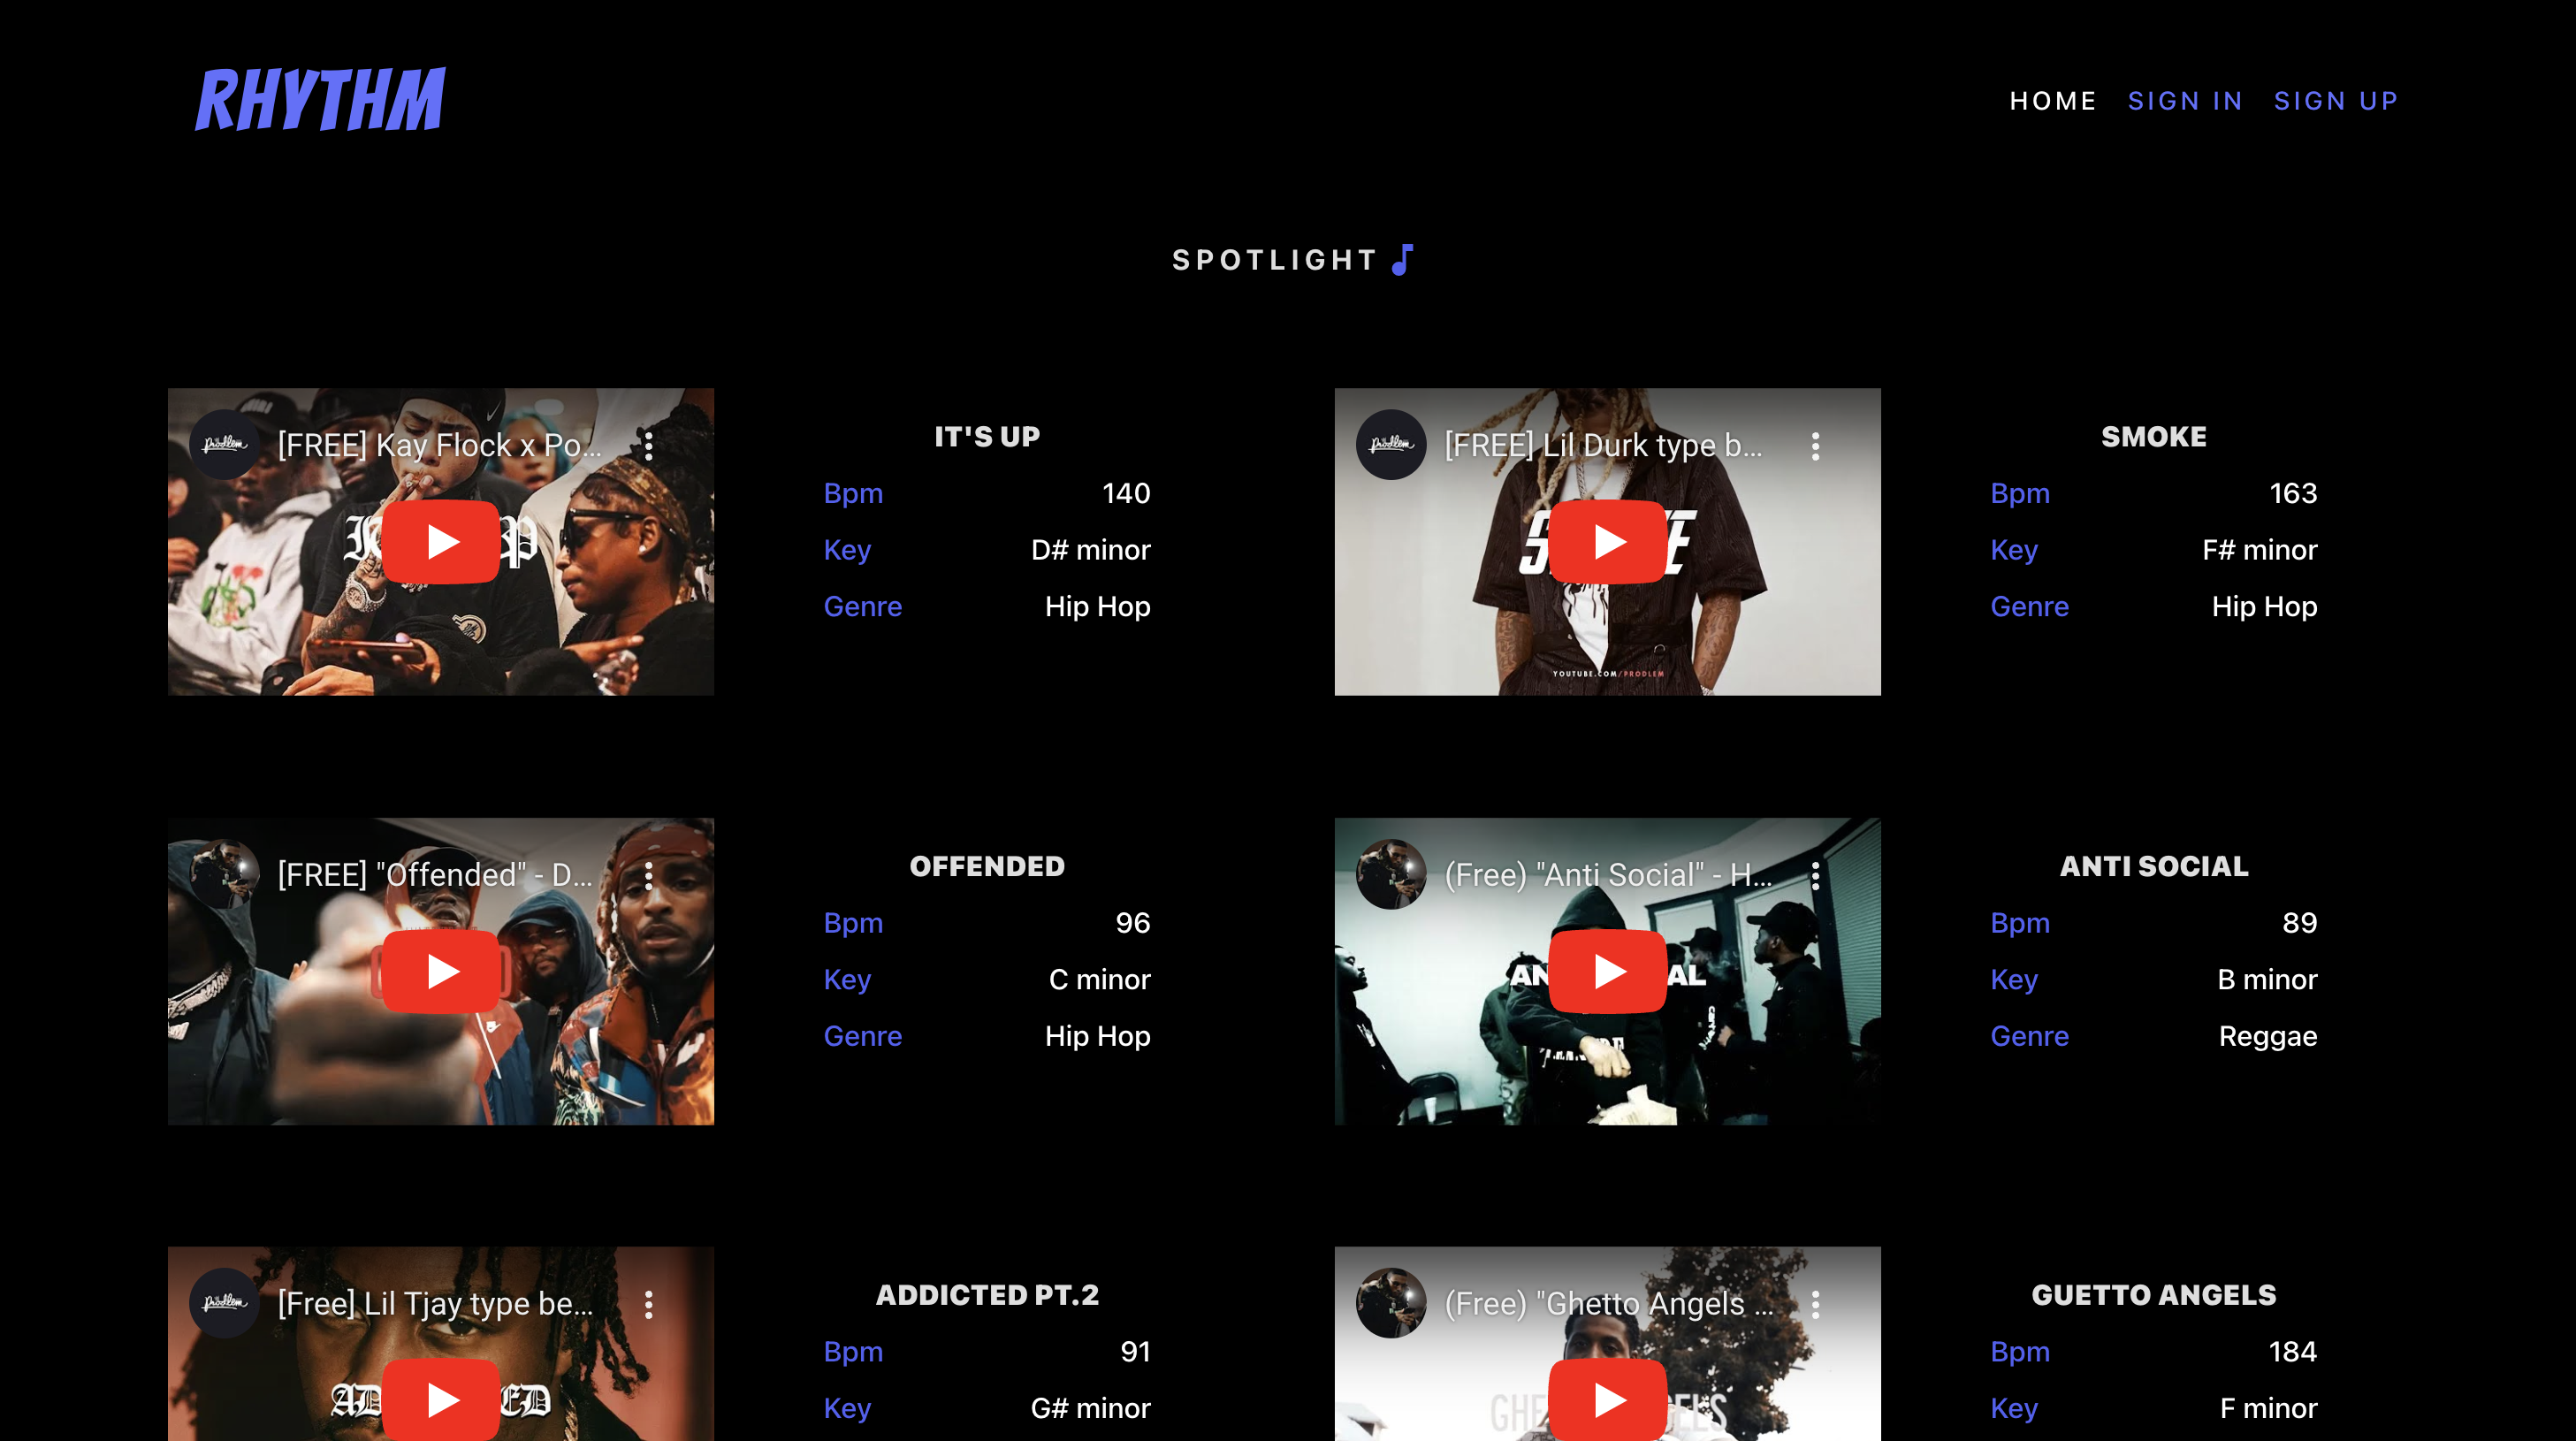 RHYTHM
HOME SIGN IN SIGN UP
SPOTLIGHT
[FREE] Kay Flock x Po...
IT'S UP
Bpm 140
Key D# minor
Genre Hip Hop
[FREE] Lil Durk type b...
YOUTUBE.COM/PRODLEM
SMOKE
Bpm 163
Key F# minor
Genre Hip Hop
[FREE] "Offended" - D...
OFFENDED
Bpm 96
Key C minor
Genre Hip Hop
(Free) "Anti Social" - H...
ANTI SOCIAL
Bpm 89
Key B minor
Genre Reggae
[Free] Lil Tjay type be...
ADDICTED PT.2
Bpm 91
Key G# minor
(Free) "Ghetto Angels ...
GUETTO ANGELS
Bpm 184
Key F minor